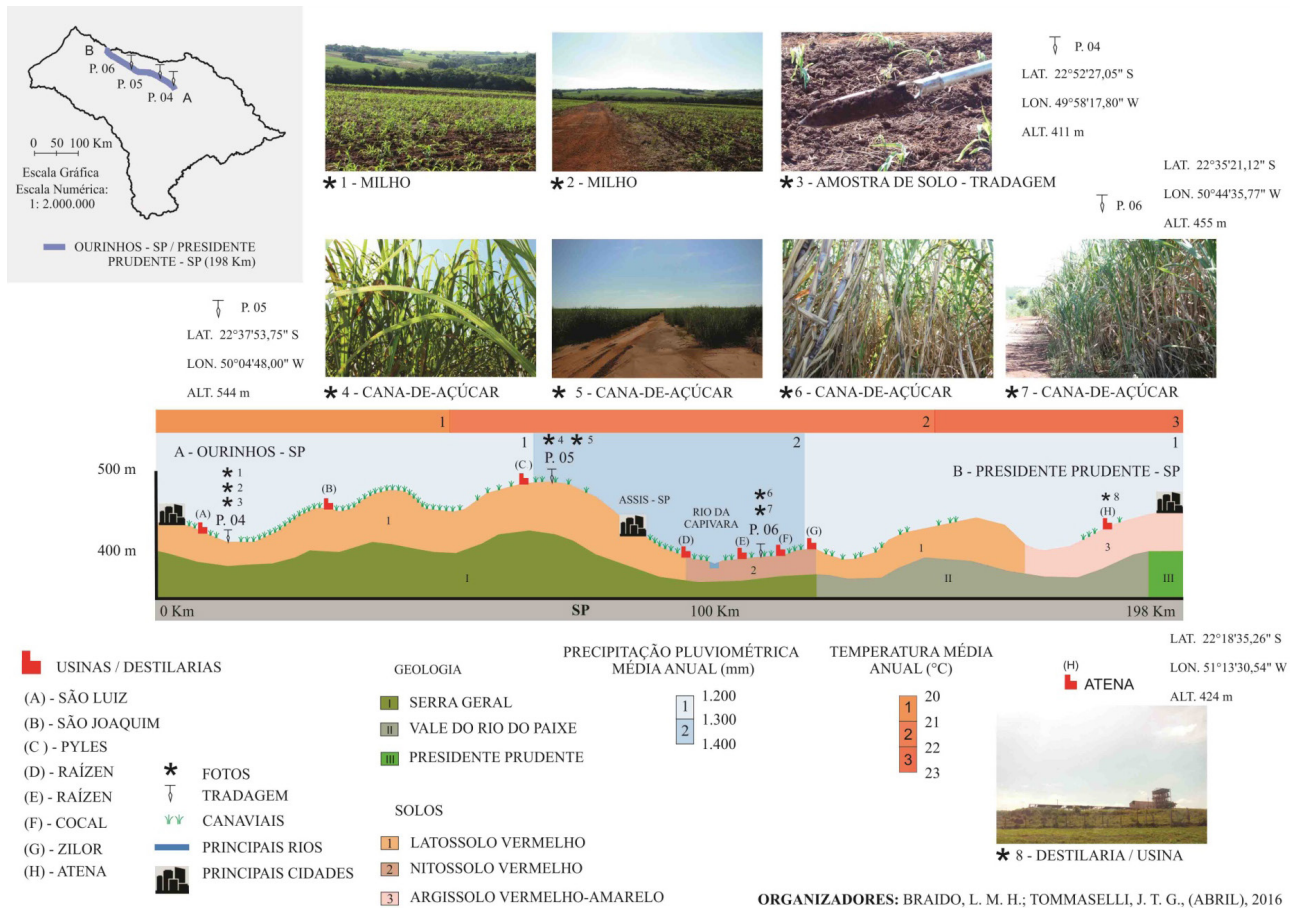 B
P. 06
P. 05
P. 04
A
0 50 100 Km
Escala Gráfica
Escala Numérica:
1: 2.000.000
OURINHOS - SP / PRESIDENTE
PRUDENTE - SP (198 Km)
1 - MILHO
2 - MILHO
3 - AMOSTRA DE SOLO - TRADAGEM
P. 04
LAT. 22°52'27,05" S
LON. 49°58'17,80" W
ALT. 411 m
P. 06
LAT. 22°35'21,12" S
LON. 50°44'35,77" W
ALT. 455 m
P. 05
LAT. 22°37'53,75" S
LON. 50°04'48,00" W
ALT. 544 m
4 - CANA-DE-AÇÚCAR
5 - CANA-DE-AÇÚCAR
6 - CANA-DE-AÇÚCAR
7 - CANA-DE-AÇÚCAR
1 2 3
1 2 1
A - OURINHOS - SP
B - PRESIDENTE PRUDENTE - SP
500 m
400 m
1
2
3
P. 04
(A)
(B)
(C )
4 5
P. 05
ASSIS - SP
RIO DA
CAPIVARA
6
7
P. 06
(D)
(E)
(F)
(G)
8
(H)
1
2
1
3
I
II
III
0 Km
SP
100 Km
198 Km
USINAS / DESTILARIAS
(A) - SÃO LUIZ
(B) - SÃO JOAQUIM
(C ) - PYLES
(D) - RAÍZEN
(E) - RAÍZEN
(F) - COCAL
(G) - ZILOR
(H) - ATENA
FOTOS
TRADAGEM
CANAVIAIS
PRINCIPAIS RIOS
PRINCIPAIS CIDADES
GEOLOGIA
I SERRA GERAL
II VALE DO RIO DO PAIXE
III PRESIDENTE PRUDENTE
SOLOS
1 LATOSSOLO VERMELHO
2 NITOSSOLO VERMELHO
3 ARGISSOLO VERMELHO-AMARELO
PRECIPITAÇÃO PLUVIOMÉTRICA
MÉDIA ANUAL (mm)
1.200
1
1.300
2
1.400
TEMPERATURA MÉDIA
ANUAL (°C)
20
1
21
2
22
3
23
(H)
ATENA
LAT. 22°18'35,26" S
LON. 51°13'30,54" W
ALT. 424 m
8 - DESTILARIA / USINA
ORGANIZADORES: BRAIDO, L. M. H.; TOMMASELLI, J. T. G., (ABRIL), 2016